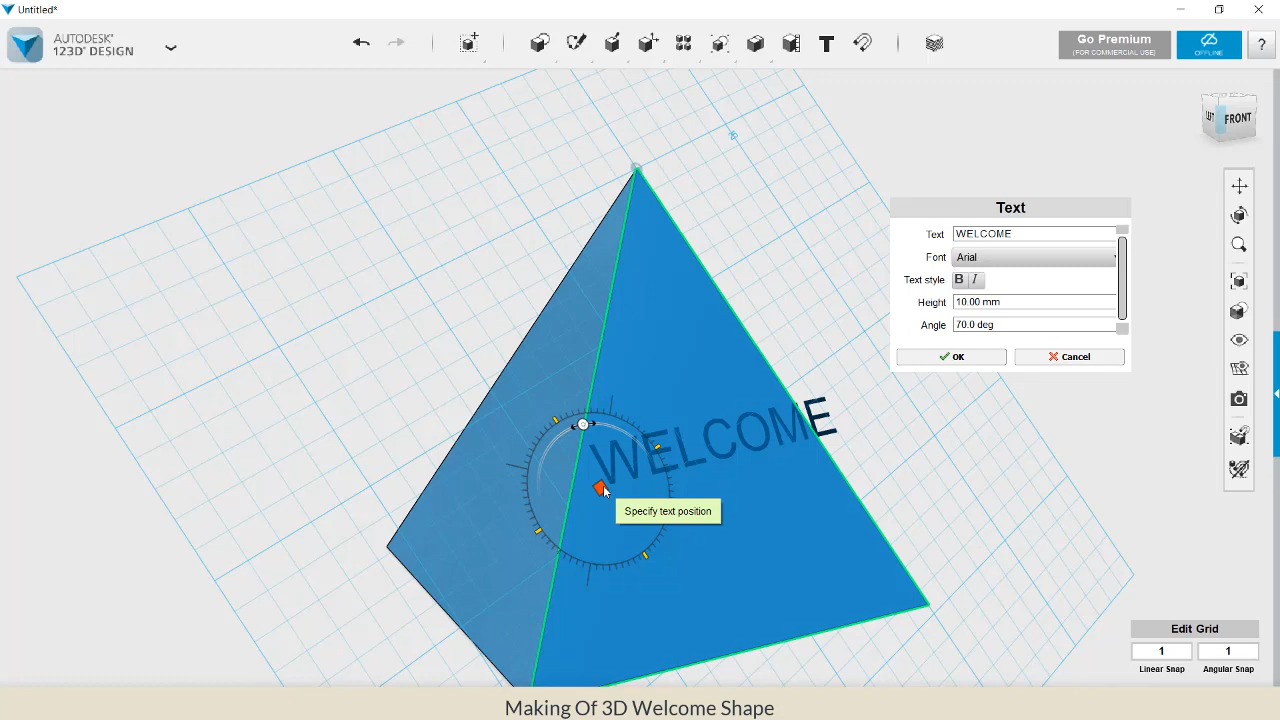 Untitled*
AUTODESK®
123D® DESIGN
T
Go Premium
(FOR COMMERCIAL USE)
OFFLINE
?
FRONT
25
Text
Text WELCOME
Font Arial
Text style B I
Height 10.00 mm
Angle 70.0 deg
OK Cancel
WELCOME
Specify text position
Edit Grid
1 1
Linear Snap Angular Snap
Making Of 3D Welcome Shape